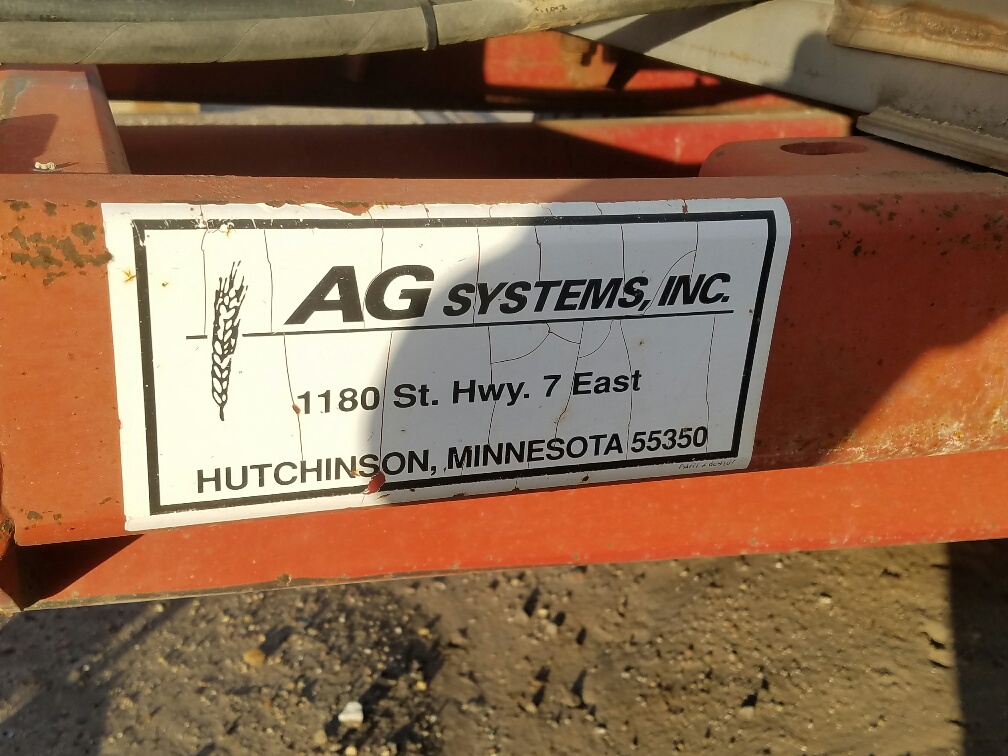 AG SYSTEMS, INC.
1180 St. Hwy. 7 East
HUTCHINSON, MINNESOTA 55350